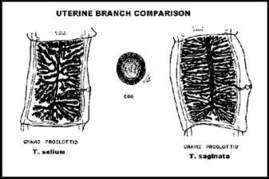 UTERINE BRANCH COMPARISON
EGG
GRAVID PROGLOTTID
GRAVID PROGLOTTID
T. solium
T. saginata